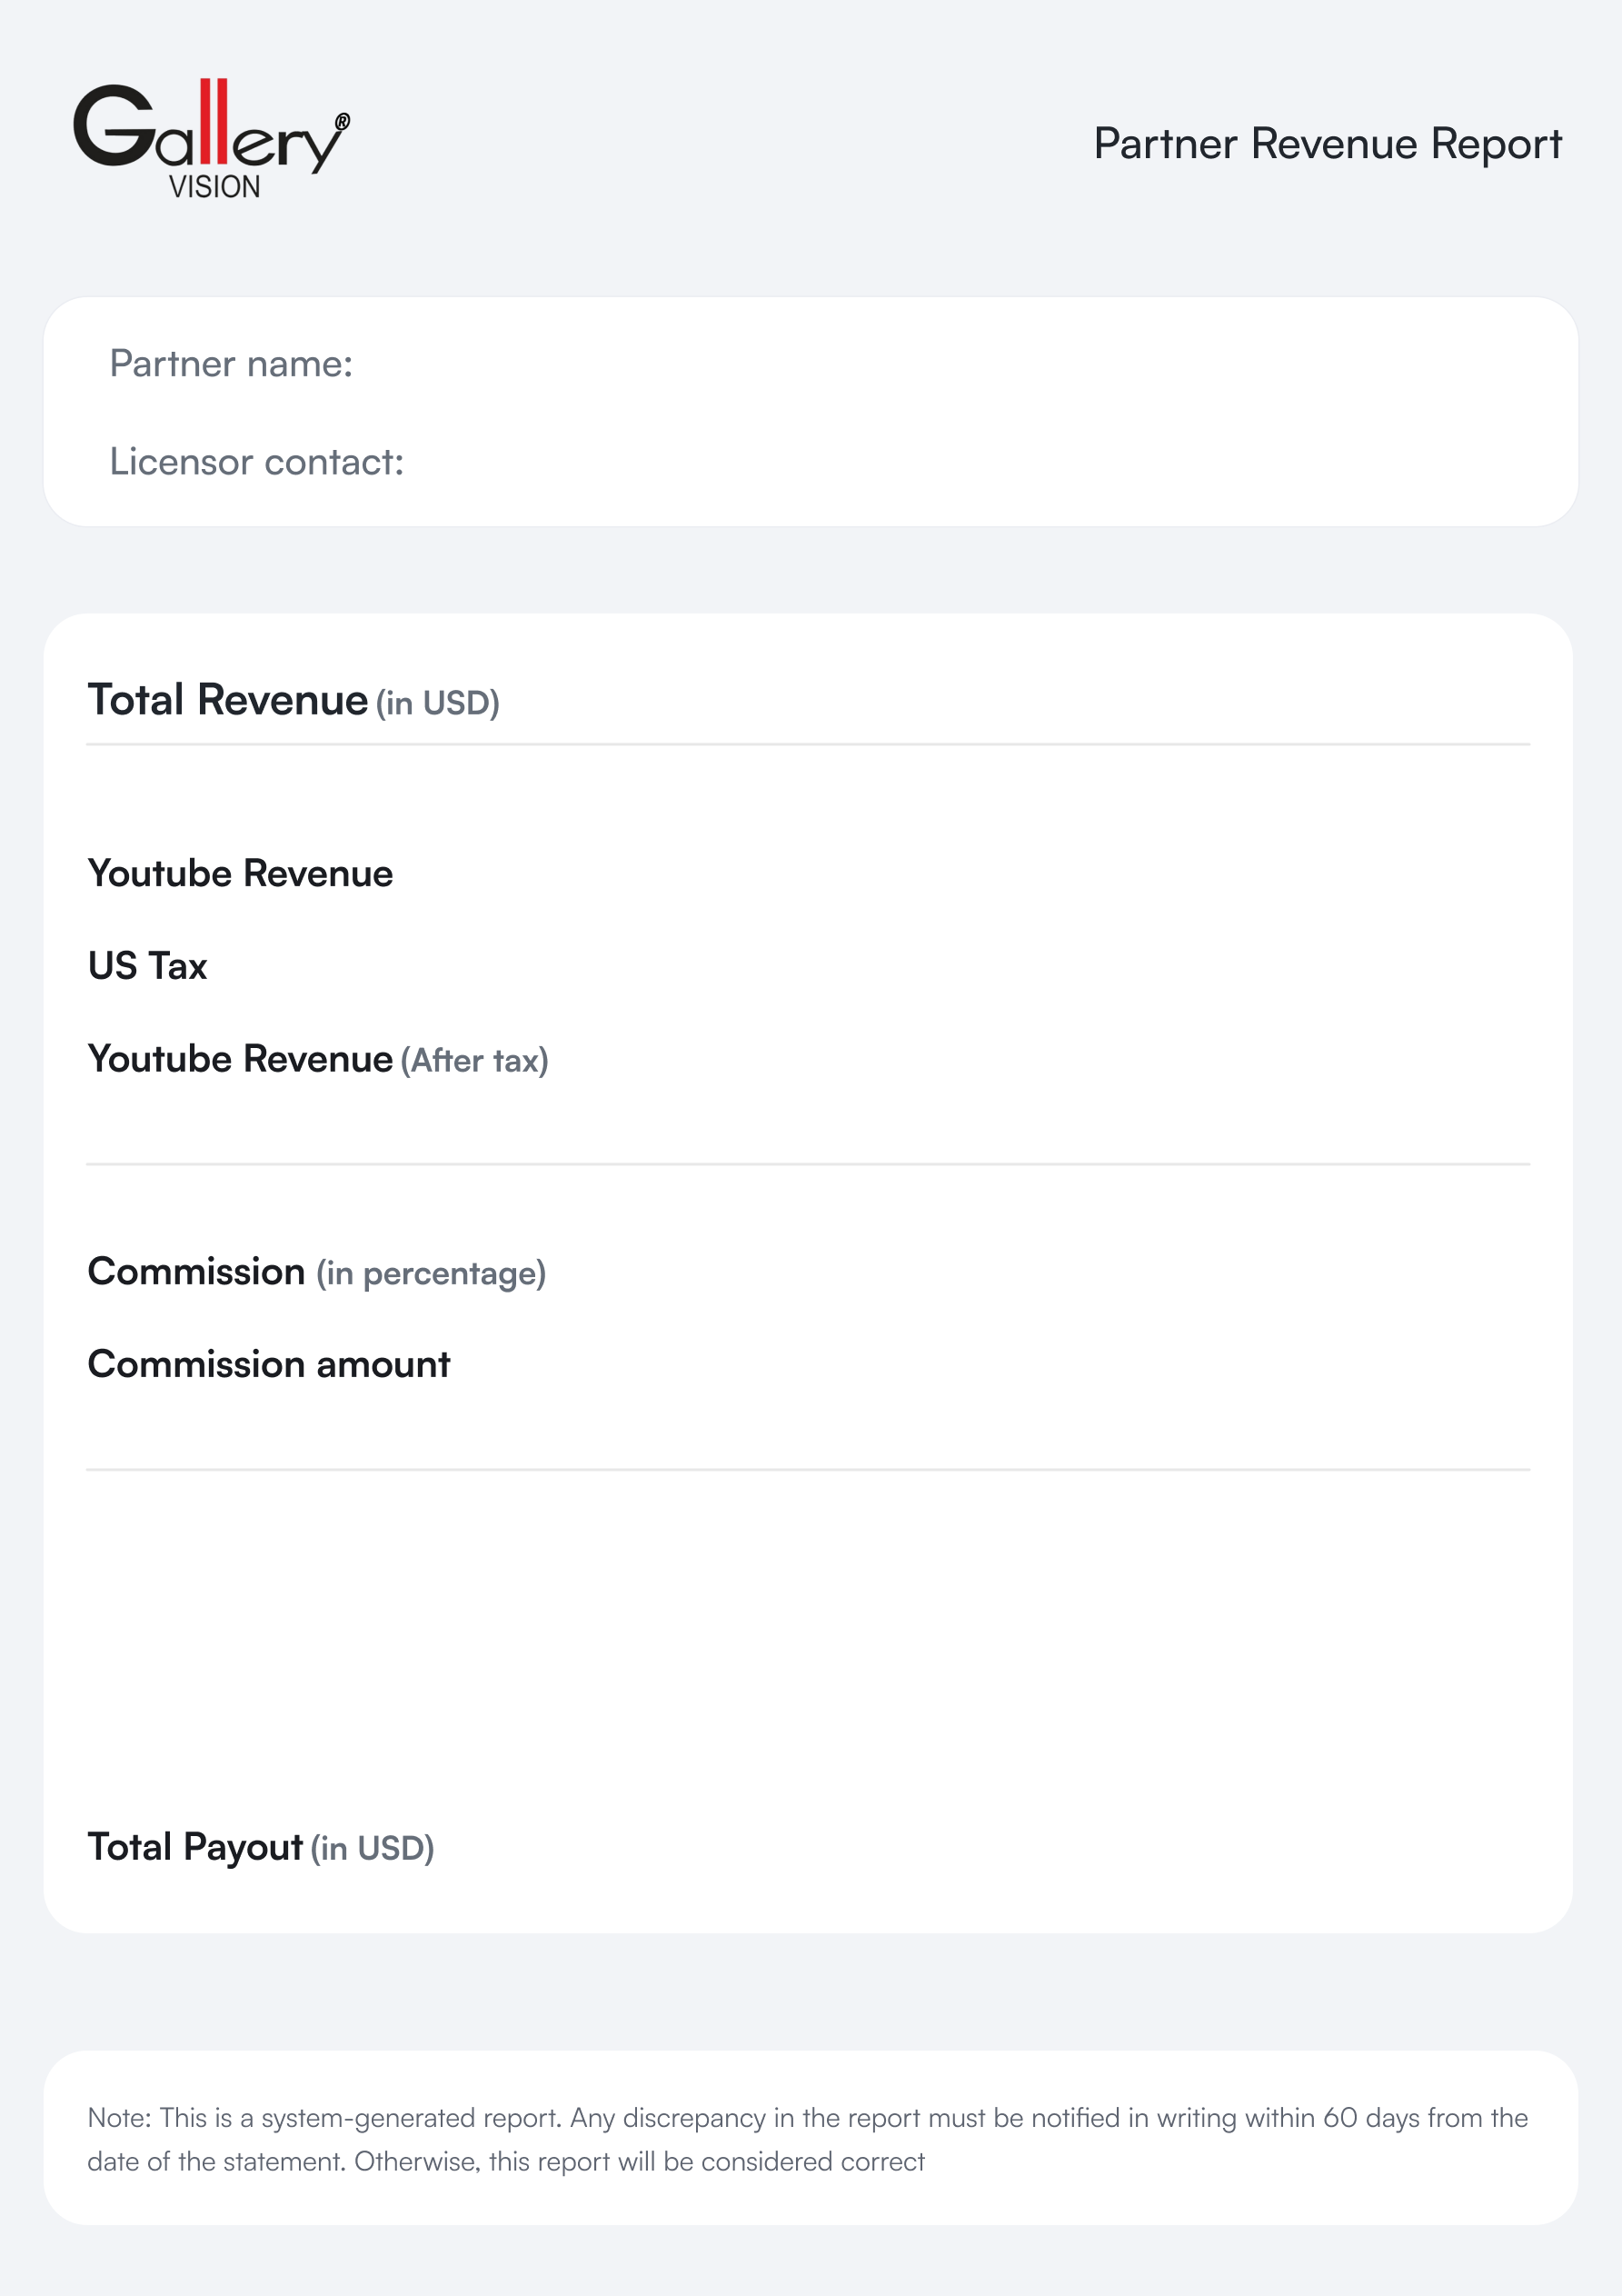 Gallery®
VISION
Partner Revenue Report
Partner name:
Licensor contact:
Total Revenue (in USD)
Youtube Revenue
US Tax
Youtube Revenue (After tax)
Commission (in percentage)
Commission amount
Total Payout (in USD)
Note: This is a system-generated report. Any discrepancy in the report must be notified in writing within 60 days from the
date of the statement. Otherwise, this report will be considered correct